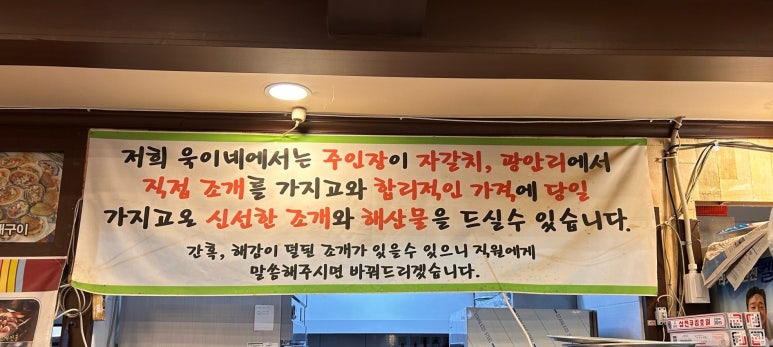 저희 욱이네에서는 주인장이 자갈치, 광안리에서
직접 조개를 가지고와 합리적인 가격에 당일
가지고오 신선한 조개와 해산물을 드실수 있습니다.
간혹, 해감이 덜된 조개가 있을수 있으니 직원에게
말씀해주시면 바꿔드리겠습니다.
개구이